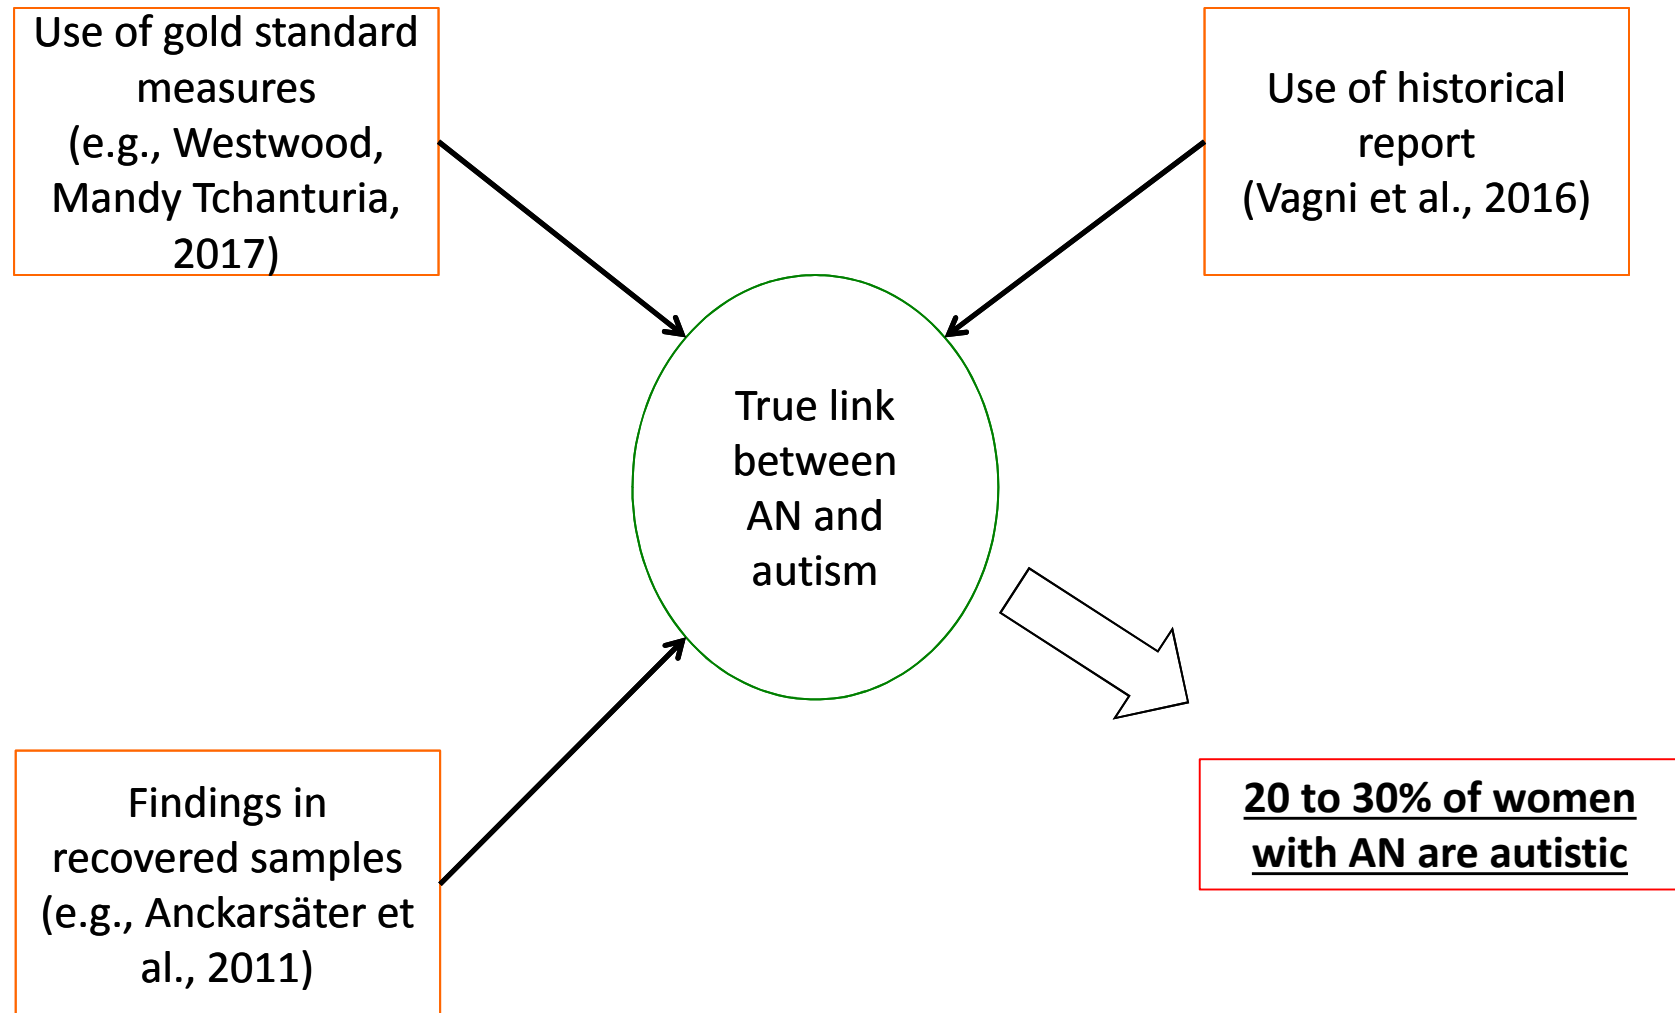 Use of gold standard
measures
(e.g., Westwood,
Mandy Tchanturia,
2017)
Use of historical
report
(Vagni et al., 2016)
True link
between
AN and
autism
Findings in
recovered samples
(e.g., Anckarsäter et
al., 2011)
20 to 30% of women
with AN are autistic